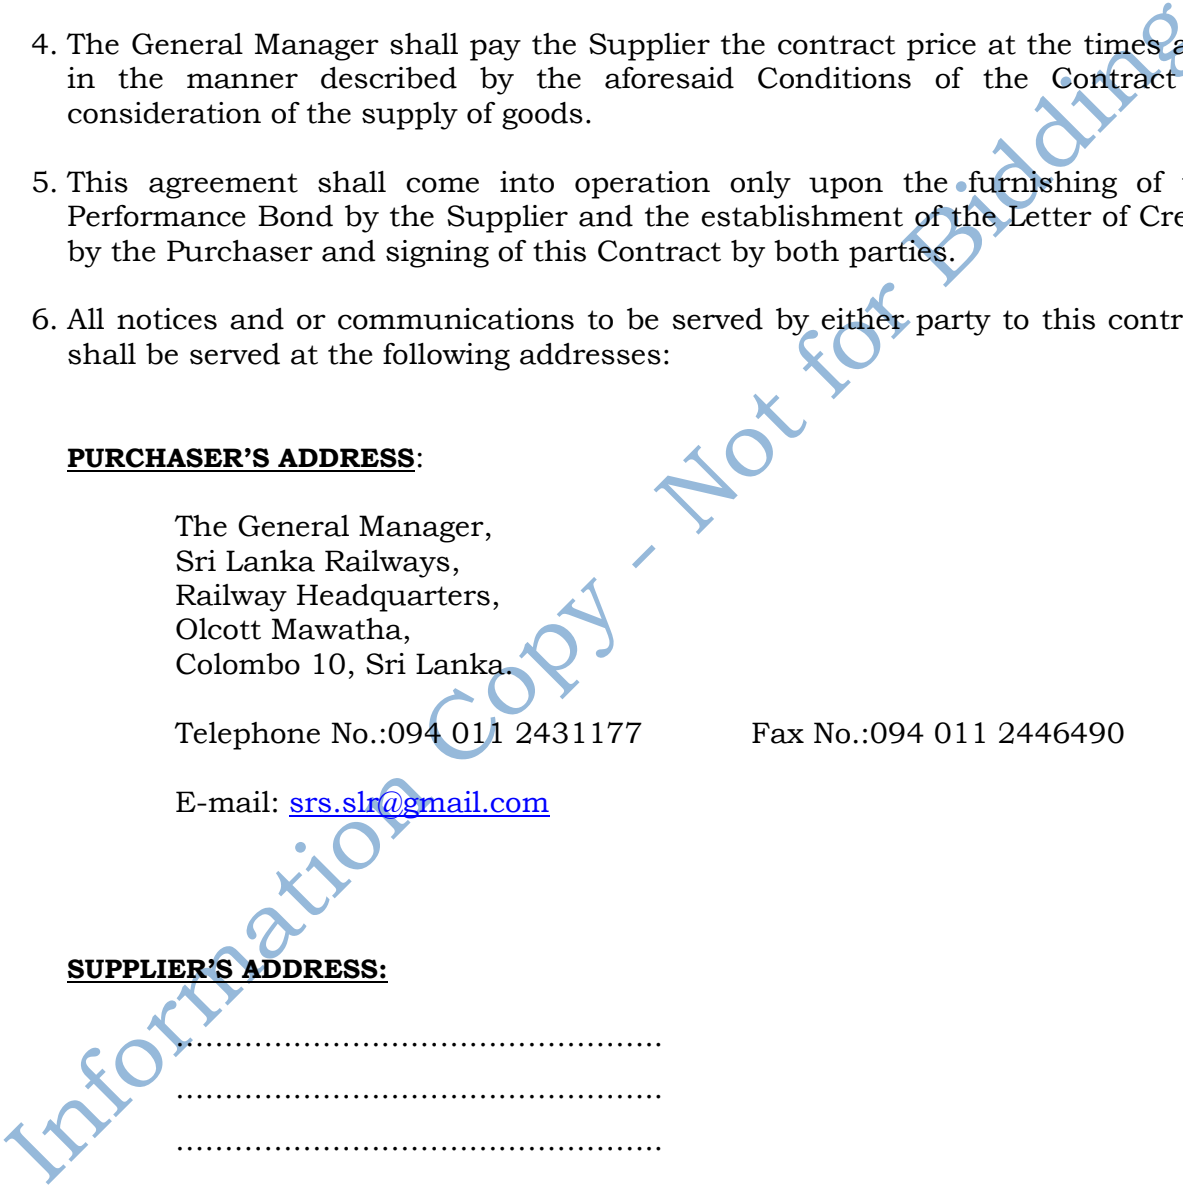 4. The General Manager shall pay the Supplier the contract price at the times a
in the manner described by the aforesaid Conditions of the Contract
consideration of the supply of goods.
5. This agreement shall come into operation only upon the furnishing of
Performance Bond by the Supplier and the establishment of the Letter of Cre
by the Purchaser and signing of this Contract by both parties.
6. All notices and or communications to be served by either party to this contr
shall be served at the following addresses:
PURCHASER’S ADDRESS:
The General Manager,
Sri Lanka Railways,
Railway Headquarters,
Olcott Mawatha,
Colombo 10, Sri Lanka.
Telephone No.:094 011 2431177 Fax No.:094 011 2446490
E-mail: srs.slr@gmail.com
SUPPLIER’S ADDRESS:
……………………………………………
……………………………………………
……………………………………………
Information Copy - Not for Bidding